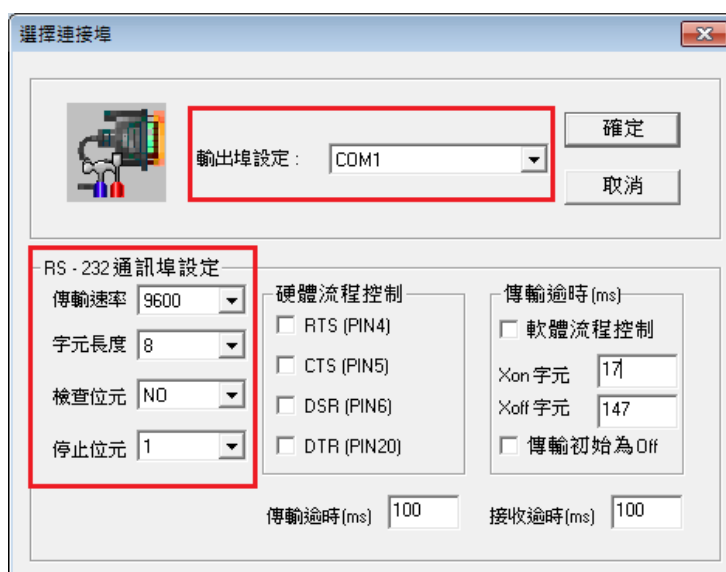 選擇連接埠
輸出埠設定： COM1
確定
取消
RS - 232 通訊埠設定
傳輸速率 9600
字元長度 8
檢查位元 NO
停止位元 1
硬體流程控制
RTS (PIN4)
CTS (PIN5)
DSR (PIN6)
DTR (PIN20)
傳輸逾時(ms)
軟體流程控制
Xon 字元 17
Xoff 字元 147
傳輸初始為 Off
傳輸逾時(ms) 100
接收逾時(ms) 100